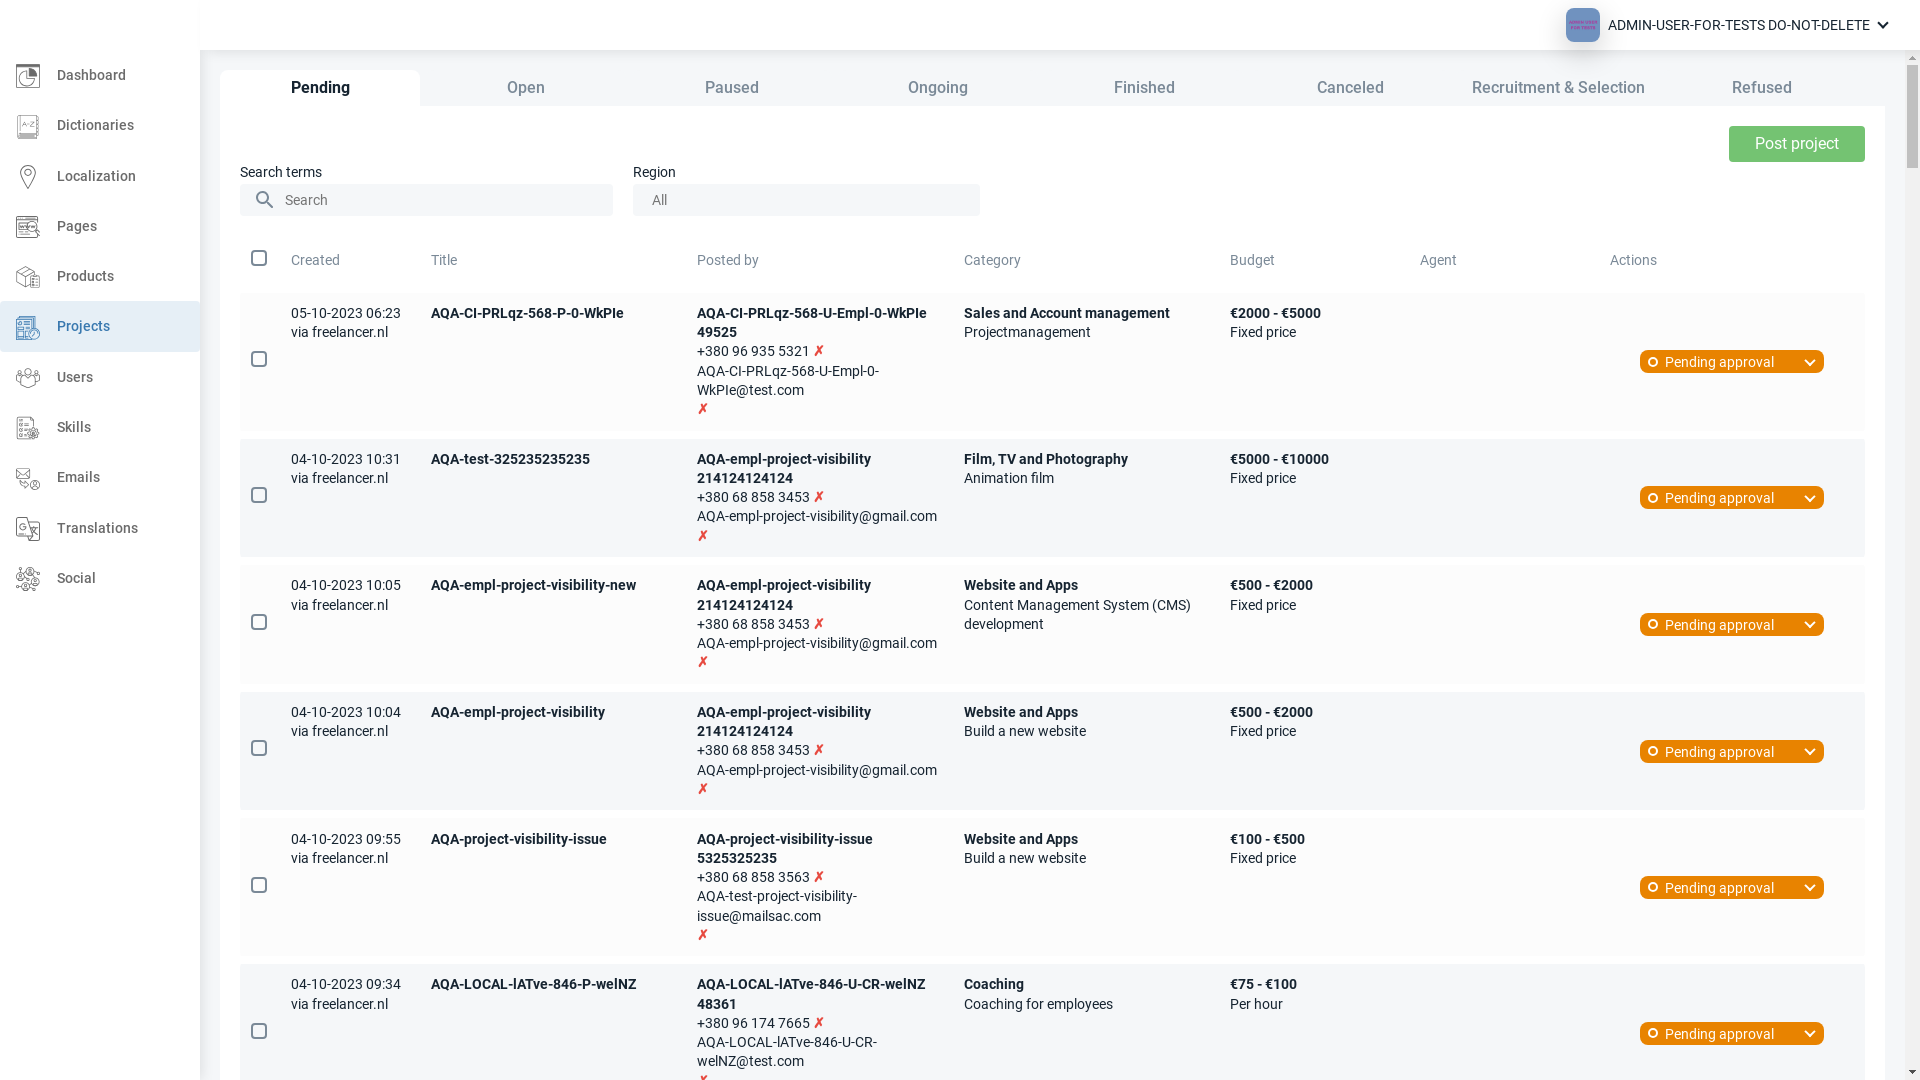 ADMIN-USER-FOR-TESTS DO-NOT-DELETE
Dashboard
Dictionaries
Localization
Pages
Products
Projects
Users
Skills
Emails
Translations
Social
Pending
Open
Paused
Ongoing
Finished
Canceled
Recruitment & Selection
Refused
Post project
Search terms
Region
Search
All
Created
Title
Posted by
Category
Budget
Agent
Actions
05-10-2023 06:23
via freelancer.nl
AQA-CI-PRLqz-568-P-0-WkPIe
AQA-CI-PRLqz-568-U-Empl-0-WkPIe
49525
+380 96 935 5321 ✗
AQA-CI-PRLqz-568-U-Empl-0-
WkPIe@test.com
✗
Sales and Account management
Projectmanagement
€2000 - €5000
Fixed price
Pending approval
04-10-2023 10:31
via freelancer.nl
AQA-test-325235235235
AQA-empl-project-visibility
214124124124
+380 68 858 3453 ✗
AQA-empl-project-visibility@gmail.com
✗
Film, TV and Photography
Animation film
€5000 - €10000
Fixed price
Pending approval
04-10-2023 10:05
via freelancer.nl
AQA-empl-project-visibility-new
AQA-empl-project-visibility
214124124124
+380 68 858 3453 ✗
AQA-empl-project-visibility@gmail.com
✗
Website and Apps
Content Management System (CMS)
development
€500 - €2000
Fixed price
Pending approval
04-10-2023 10:04
via freelancer.nl
AQA-empl-project-visibility
AQA-empl-project-visibility
214124124124
+380 68 858 3453 ✗
AQA-empl-project-visibility@gmail.com
✗
Website and Apps
Build a new website
€500 - €2000
Fixed price
Pending approval
04-10-2023 09:55
via freelancer.nl
AQA-project-visibility-issue
AQA-project-visibility-issue
5325325235
+380 68 858 3563 ✗
AQA-test-project-visibility-
issue@mailsac.com
✗
Website and Apps
Build a new website
€100 - €500
Fixed price
Pending approval
04-10-2023 09:34
via freelancer.nl
AQA-LOCAL-lATve-846-P-welNZ
AQA-LOCAL-lATve-846-U-CR-welNZ
48361
+380 96 174 7665 ✗
AQA-LOCAL-lATve-846-U-CR-
welNZ@test.com
Coaching
Coaching for employees
€75 - €100
Per hour
Pending approval